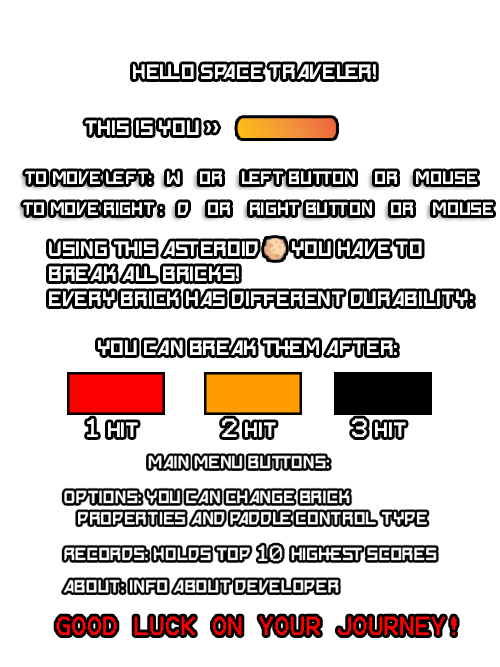 HELLO SPACE TRAVELER!
THIS IS YOU >>
TO MOVE LEFT: W OR LEFT BUTTON OR MOUSE
TO MOVE RIGHT: D OR RIGHT BUTTON OR MOUSE
USING THIS ASTEROID YOU HAVE TO
BREAK ALL BRICKS!
EVERY BRICK HAS DIFFERENT DURABILITY:
YOU CAN BREAK THEM AFTER:
1 HIT 2 HIT 3 HIT
MAIN MENU BUTTONS:
OPTIONS: YOU CAN CHANGE BRICK
PROPERTIES AND PADDLE CONTROL TYPE
RECORDS: HOLDS TOP 10 HIGHEST SCORES
ABOUT: INFO ABOUT DEVELOPER
GOOD LUCK ON YOUR JOURNEY!